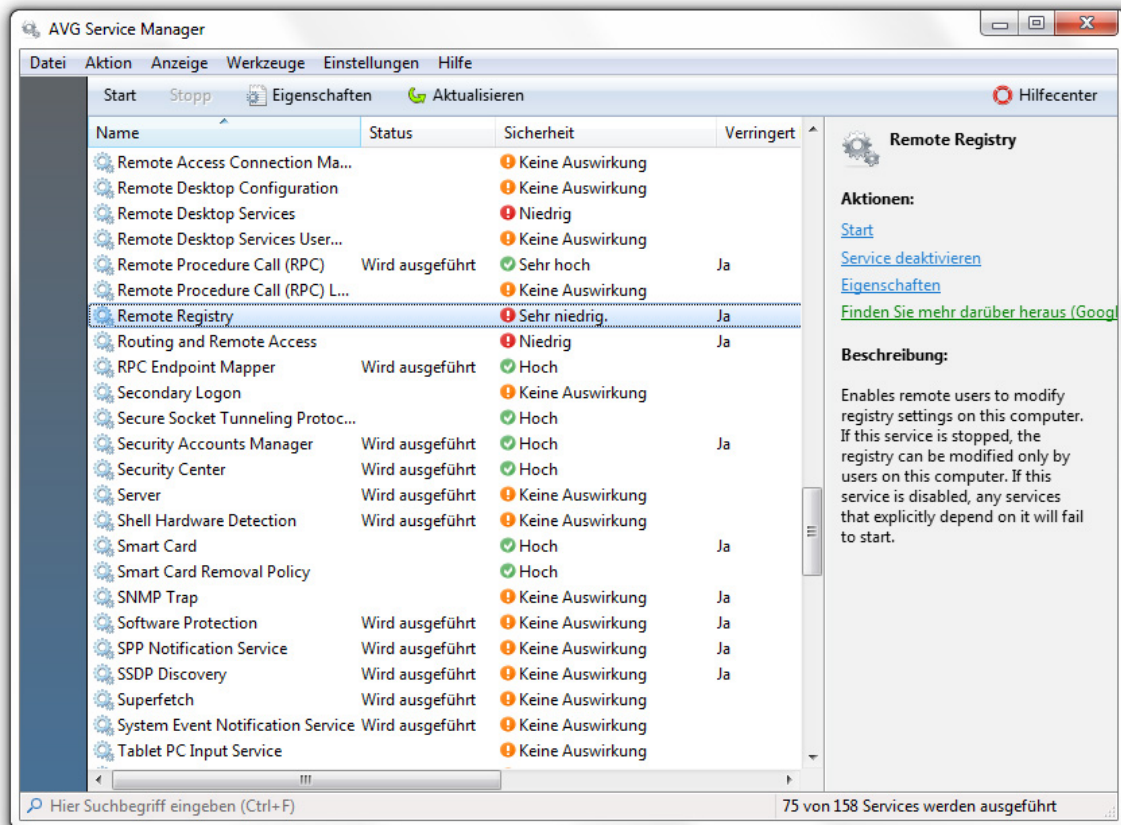 AVG Service Manager
Datei Aktion Anzeige Werkzeuge Einstellungen Hilfe
Start Stopp Eigenschaften Aktualisieren Hilfecenter
Name Status Sicherheit Verringert
Remote Access Connection Ma... Keine Auswirkung
Remote Desktop Configuration Keine Auswirkung
Remote Desktop Services Niedrig
Remote Desktop Services User... Keine Auswirkung
Remote Procedure Call (RPC) Wird ausgeführt Sehr hoch Ja
Remote Procedure Call (RPC) L... Keine Auswirkung
Remote Registry Sehr niedrig. Ja
Routing and Remote Access Niedrig Ja
RPC Endpoint Mapper Wird ausgeführt Hoch
Secondary Logon Keine Auswirkung
Secure Socket Tunneling Protoc... Hoch
Security Accounts Manager Wird ausgeführt Hoch Ja
Security Center Wird ausgeführt Hoch
Server Wird ausgeführt Keine Auswirkung
Shell Hardware Detection Wird ausgeführt Keine Auswirkung
Smart Card Hoch Ja
Smart Card Removal Policy Hoch
SNMP Trap Keine Auswirkung Ja
Software Protection Wird ausgeführt Keine Auswirkung Ja
SPP Notification Service Wird ausgeführt Keine Auswirkung Ja
SSDP Discovery Wird ausgeführt Keine Auswirkung Ja
Superfetch Wird ausgeführt Keine Auswirkung
System Event Notification Service Wird ausgeführt Keine Auswirkung
Tablet PC Input Service Keine Auswirkung
Remote Registry
Aktionen:
Start
Service deaktivieren
Eigenschaften
Finden Sie mehr darüber heraus (Googl
Beschreibung:
Enables remote users to modify
registry settings on this computer.
If this service is stopped, the
registry can be modified only by
users on this computer. If this
service is disabled, any services
that explicitly depend on it will fail
to start.
Hier Suchbegriff eingeben (Ctrl+F)
75 von 158 Services werden ausgeführt